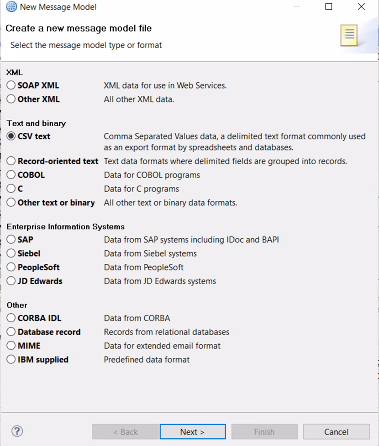 New Message Model
Create a new message model file
Select the message model type or format
XML
SOAP XML XML data for use in Web Services.
Other XML All other XML data.
Text and binary
CSV text Comma Separated Values data, a delimited text format commonly used
as an export format by spreadsheets and databases.
Record-oriented text Text data formats where delimited fields are grouped into records.
COBOL Data for COBOL programs
C Data for C programs
Other text or binary All other text or binary data formats.
Enterprise Information Systems
SAP Data from SAP systems including IDoc and BAPI
Siebel Data from Siebel systems
PeopleSoft Data from PeopleSoft
JD Edwards Data from JD Edwards systems
Other
CORBA IDL Data from CORBA
Database record Records from relational databases
MIME Data for extended email format
IBM supplied Predefined data format
? < Back Next > Finish Cancel